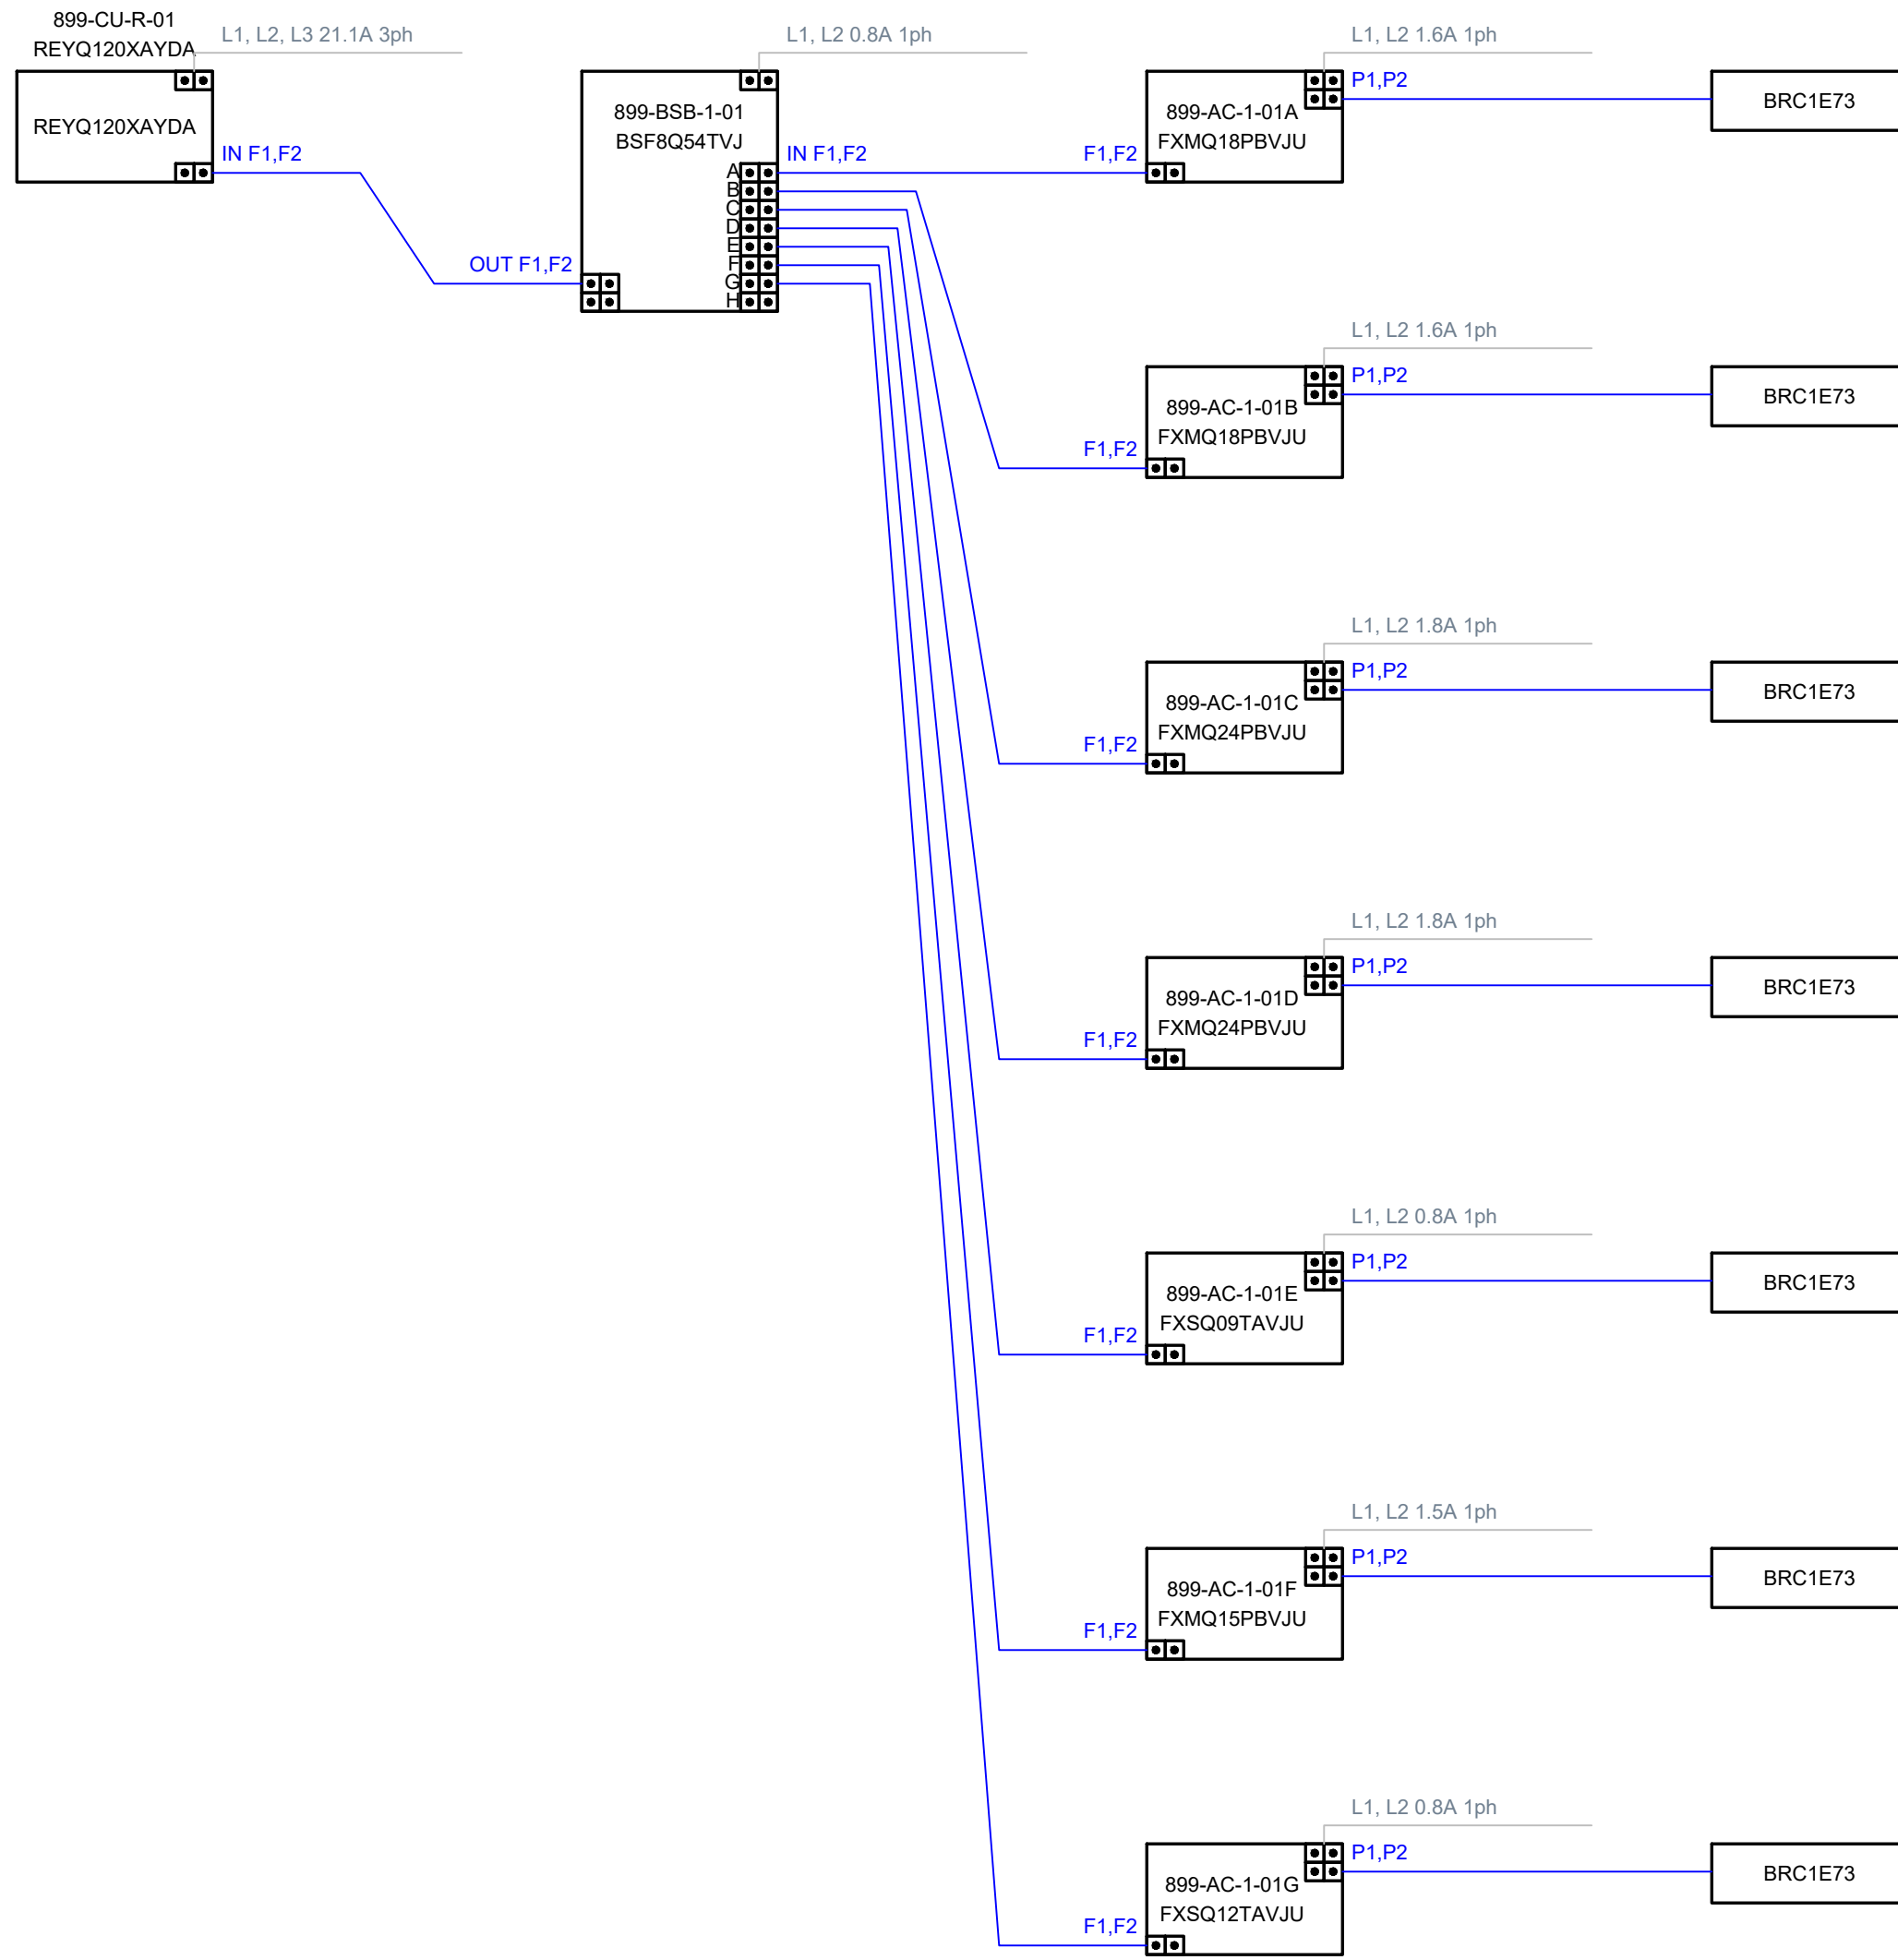 899-CU-R-01
REYQ120XAYDA
L1, L2, L3 21.1A 3ph
REYQ120XAYDA
IN F1,F2
L1, L2 0.8A 1ph
899-BSB-1-01
BSF8Q54TVJ
OUT F1,F2
A
B
C
D
E
F
G
H
IN F1,F2
L1, L2 1.6A 1ph
P1,P2
899-AC-1-01A
FXMQ18PBVJU
F1,F2
BRC1E73
L1, L2 1.6A 1ph
P1,P2
899-AC-1-01B
FXMQ18PBVJU
F1,F2
BRC1E73
L1, L2 1.8A 1ph
P1,P2
899-AC-1-01C
FXMQ24PBVJU
F1,F2
BRC1E73
L1, L2 1.8A 1ph
P1,P2
899-AC-1-01D
FXMQ24PBVJU
F1,F2
BRC1E73
L1, L2 0.8A 1ph
P1,P2
899-AC-1-01E
FXSQ09TAVJU
F1,F2
BRC1E73
L1, L2 1.5A 1ph
P1,P2
899-AC-1-01F
FXMQ15PBVJU
F1,F2
BRC1E73
L1, L2 0.8A 1ph
P1,P2
899-AC-1-01G
FXSQ12TAVJU
F1,F2
BRC1E73